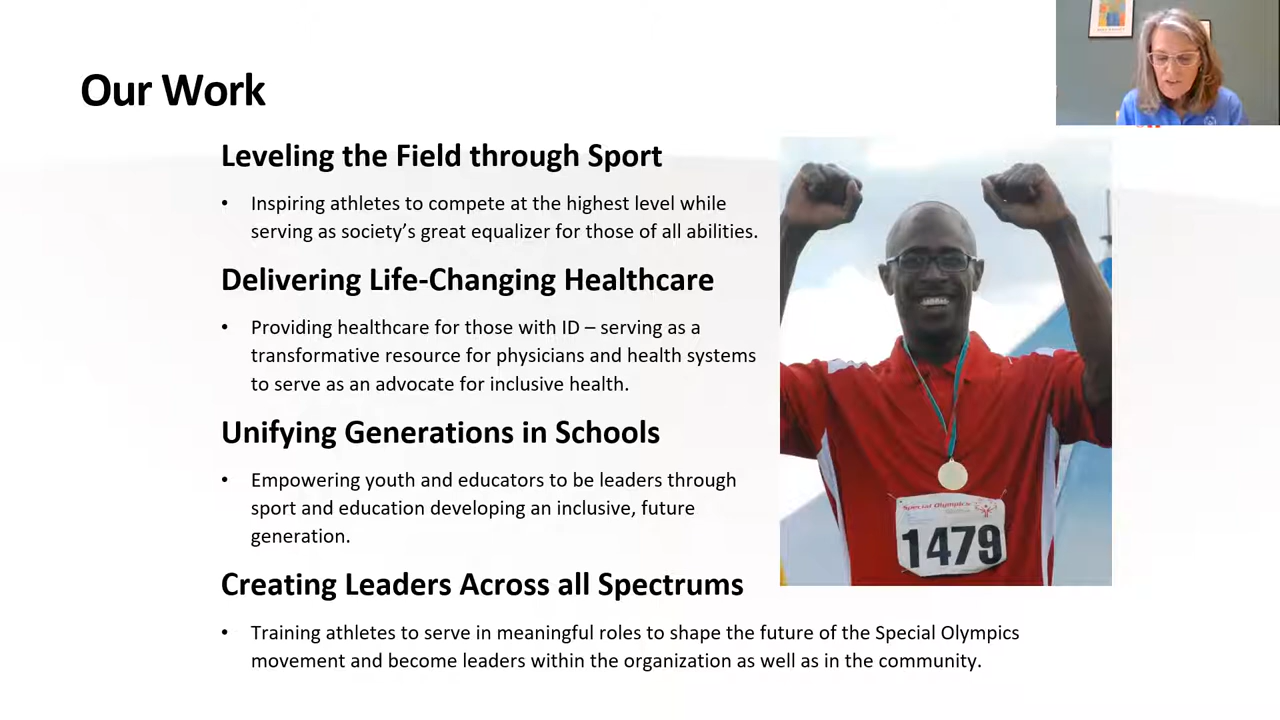 Our Work
Leveling the Field through Sport
• Inspiring athletes to compete at the highest level while
serving as society’s great equalizer for those of all abilities.
Delivering Life-Changing Healthcare
• Providing healthcare for those with ID – serving as a
transformative resource for physicians and health systems
to serve as an advocate for inclusive health.
Unifying Generations in Schools
• Empowering youth and educators to be leaders through
sport and education developing an inclusive, future
generation.
Special Olympics
1479
Creating Leaders Across all Spectrums
• Training athletes to serve in meaningful roles to shape the future of the Special Olympics
movement and become leaders within the organization as well as in the community.